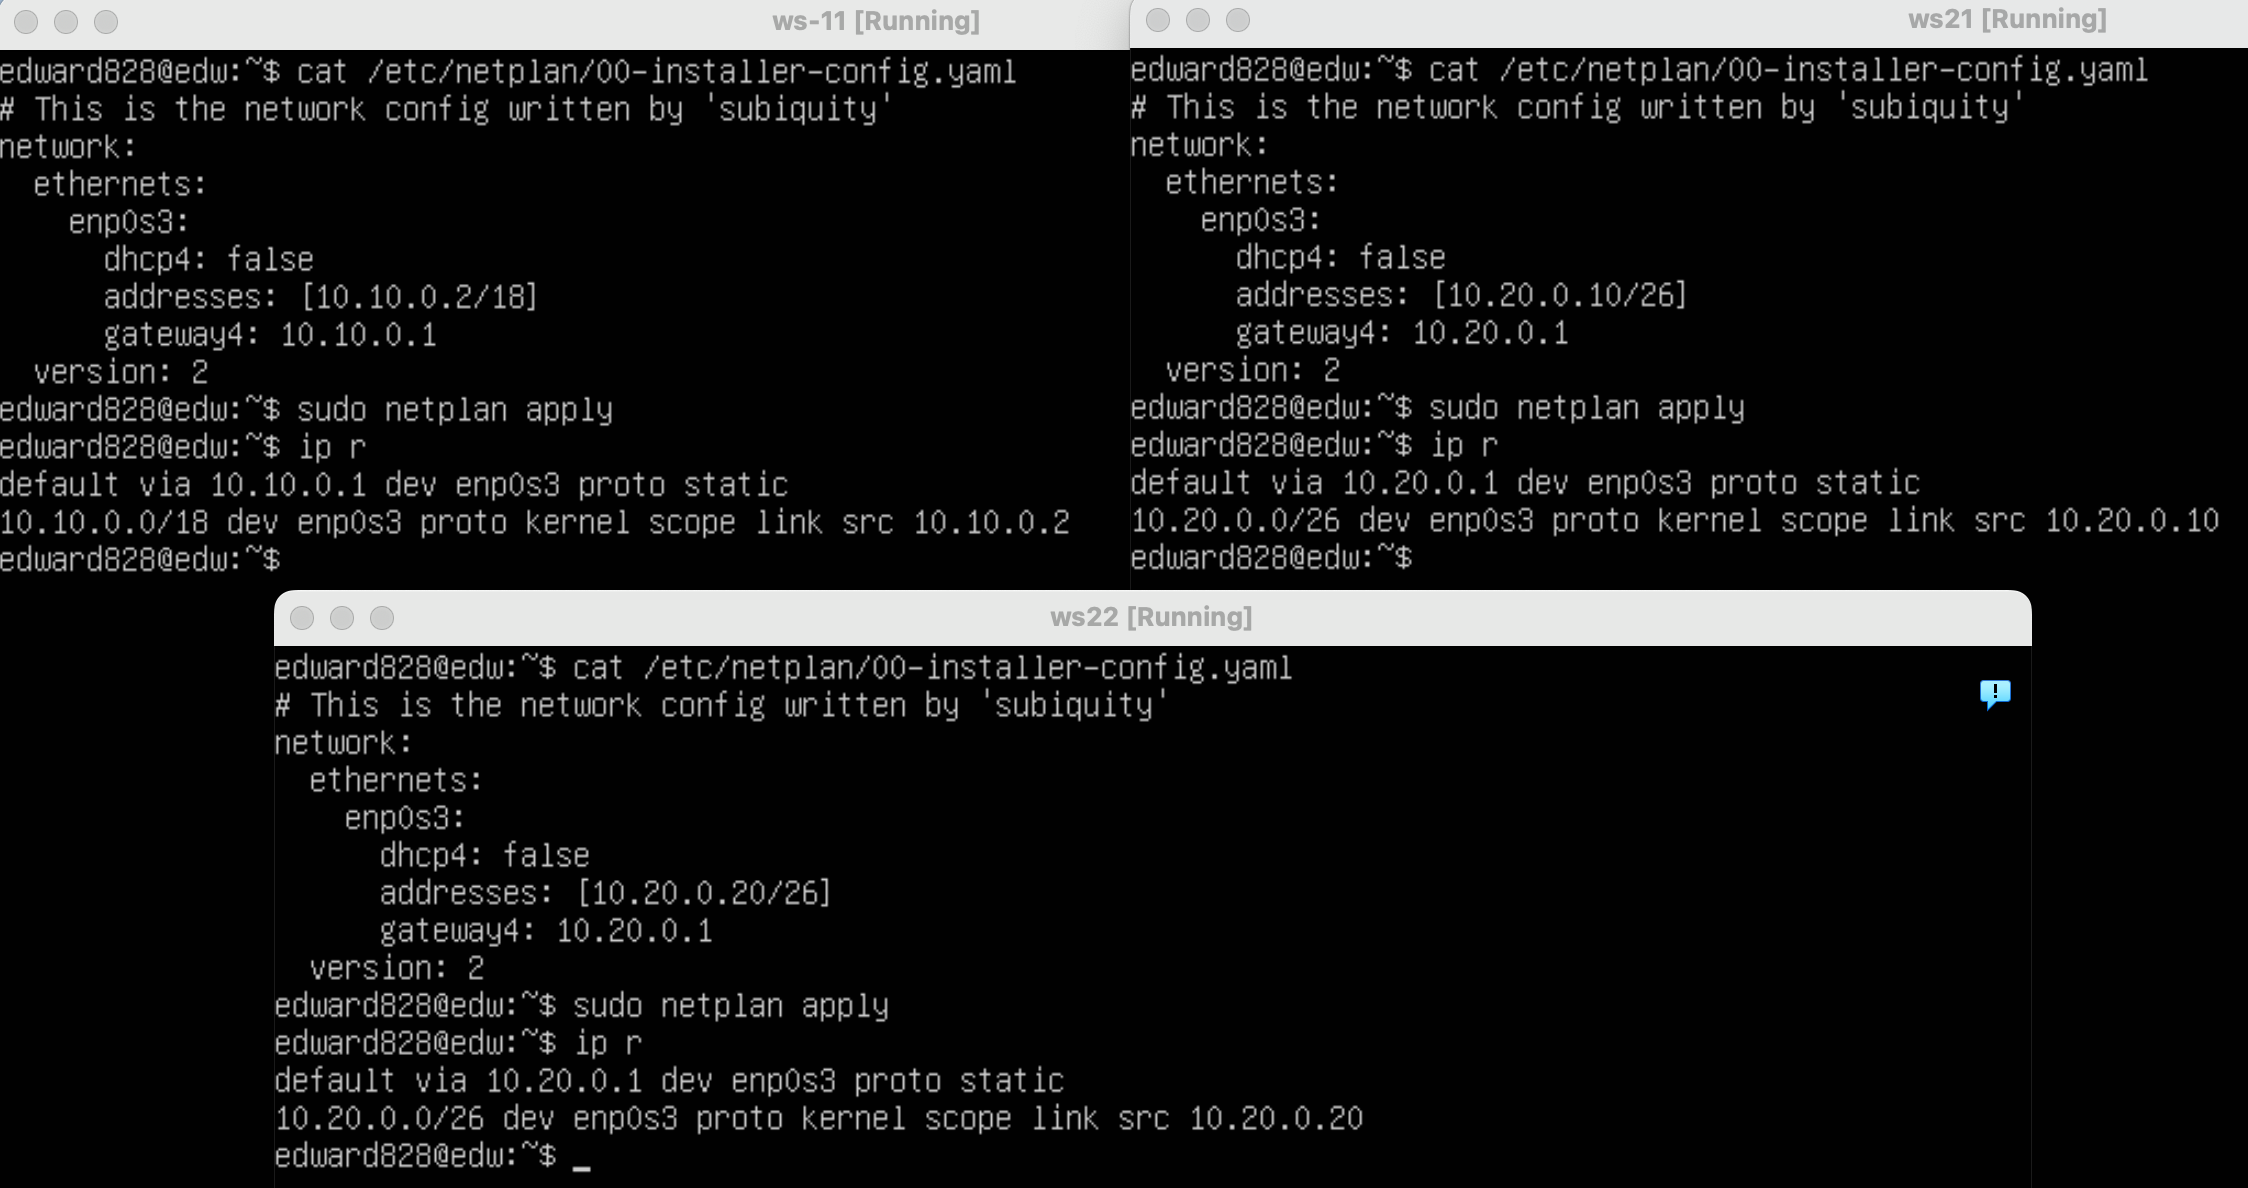 ws-11 [Running]
edward828@edw:~$ cat /etc/netplan/00-installer-config.yaml
# This is the network config written by 'subiquity'
network:
  ethernets:
    enp0s3:
      dhcp4: false
      addresses: [10.10.0.2/18]
      gateway4: 10.10.0.1
  version: 2
edward828@edw:~$ sudo netplan apply
edward828@edw:~$ ip r
default via 10.10.0.1 dev enp0s3 proto static
10.10.0.0/18 dev enp0s3 proto kernel scope link src 10.10.0.2
edward828@edw:~$
ws21 [Running]
edward828@edw:~$ cat /etc/netplan/00-installer-config.yaml
# This is the network config written by 'subiquity'
network:
  ethernets:
    enp0s3:
      dhcp4: false
      addresses: [10.20.0.10/26]
      gateway4: 10.20.0.1
  version: 2
edward828@edw:~$ sudo netplan apply
edward828@edw:~$ ip r
default via 10.20.0.1 dev enp0s3 proto static
10.20.0.0/26 dev enp0s3 proto kernel scope link src 10.20.0.10
edward828@edw:~$
ws22 [Running]
edward828@edw:~$ cat /etc/netplan/00-installer-config.yaml
# This is the network config written by 'subiquity'
network:
  ethernets:
    enp0s3:
      dhcp4: false
      addresses: [10.20.0.20/26]
      gateway4: 10.20.0.1
  version: 2
edward828@edw:~$ sudo netplan apply
edward828@edw:~$ ip r
default via 10.20.0.1 dev enp0s3 proto static
10.20.0.0/26 dev enp0s3 proto kernel scope link src 10.20.0.20
edward828@edw:~$ _